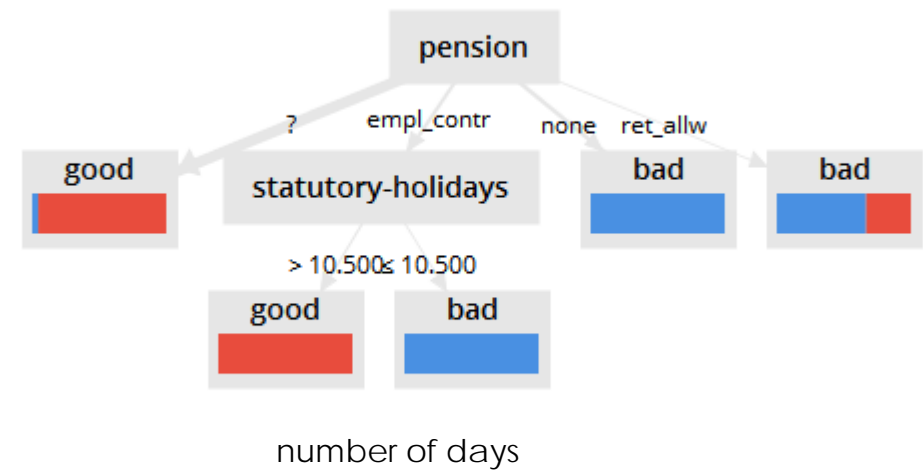 pension
? empl_contr none ret_allw
good statutory-holidays bad bad
> 10.500 ≤ 10.500
good bad
number of days